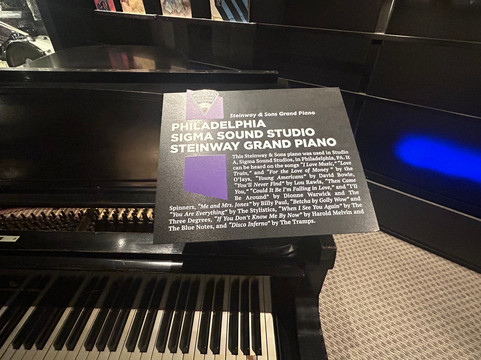 Steinway & Sons Grand Piano
PHILADELPHIA
SIGMA SOUND STUDIO
STEINWAY GRAND PIANO
This Steinway & Sons piano was used in Studio
A, Sigma Sound Studios, in Philadelphia, PA. It
can be heard on the songs "I Love Music," "Love
Train," and "For the Love of Money" by the
O'Jays, "Young Americans" by David Bowie,
"You'll Never Find" by Lou Rawls, "Then Came
You," "Could It Be I'm Falling In Love," and "I'll
Be Around" by Dionne Warwick and The
Spinners, "Me and Mrs. Jones" by Billy Paul, "Betcha by Golly Wow" and
"You Are Everything" by The Stylistics, "When I See You Again" by The
Three Degrees, "If You Don't Know Me By Now" by Harold Melvin and
The Blue Notes, and "Disco Inferno" by The Tramps.